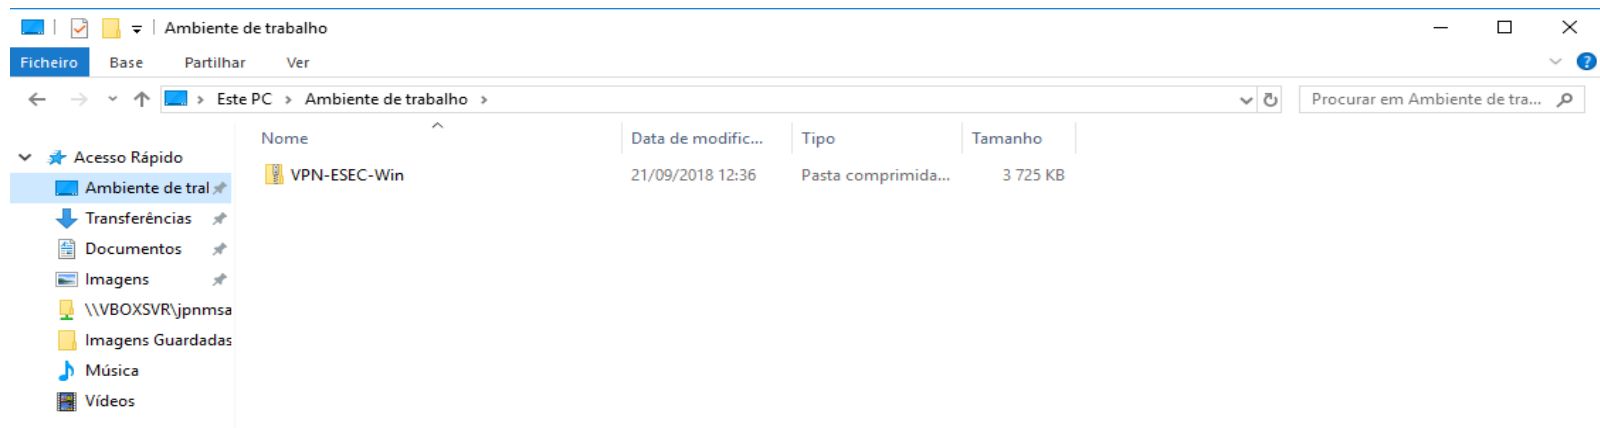 Ambiente de trabalho
Ficheiro Base Partilhar Ver ?
Este PC > Ambiente de trabalho > Procurar em Ambiente de tra...
Nome Data de modific... Tipo Tamanho
Acesso Rápido
VPN-ESEC-Win 21/09/2018 12:36 Pasta comprimida... 3 725 KB
Ambiente de tral
Transferências
Documentos
Imagens
\\VBOXSVR\jpnmsa
Imagens Guardadas
Música
Vídeos